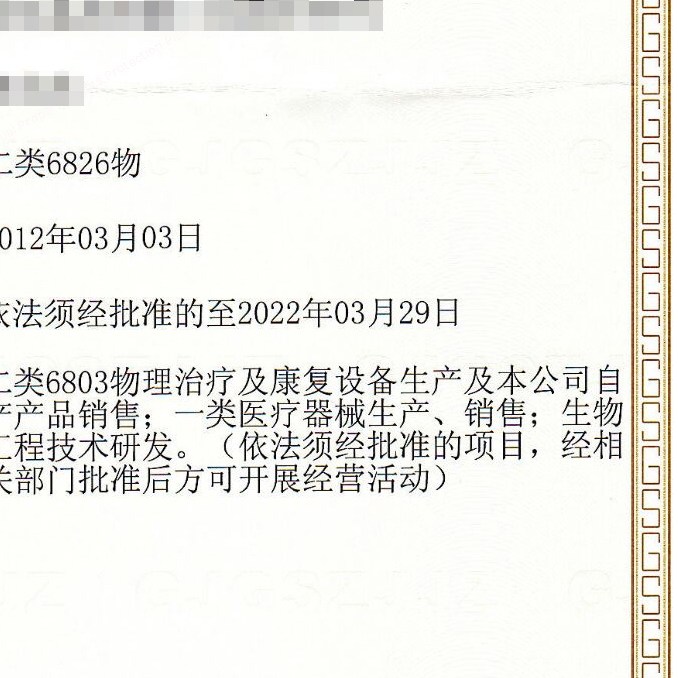 二类6826物
2012年03月03日
依法须经批准的至2022年03月29日
二类6803物理治疗及康复设备生产及本公司自
产产品销售；一类医疗器械生产、销售；生物
工程技术研发。（依法须经批准的项目，经相
关部门批准后方可开展经营活动）